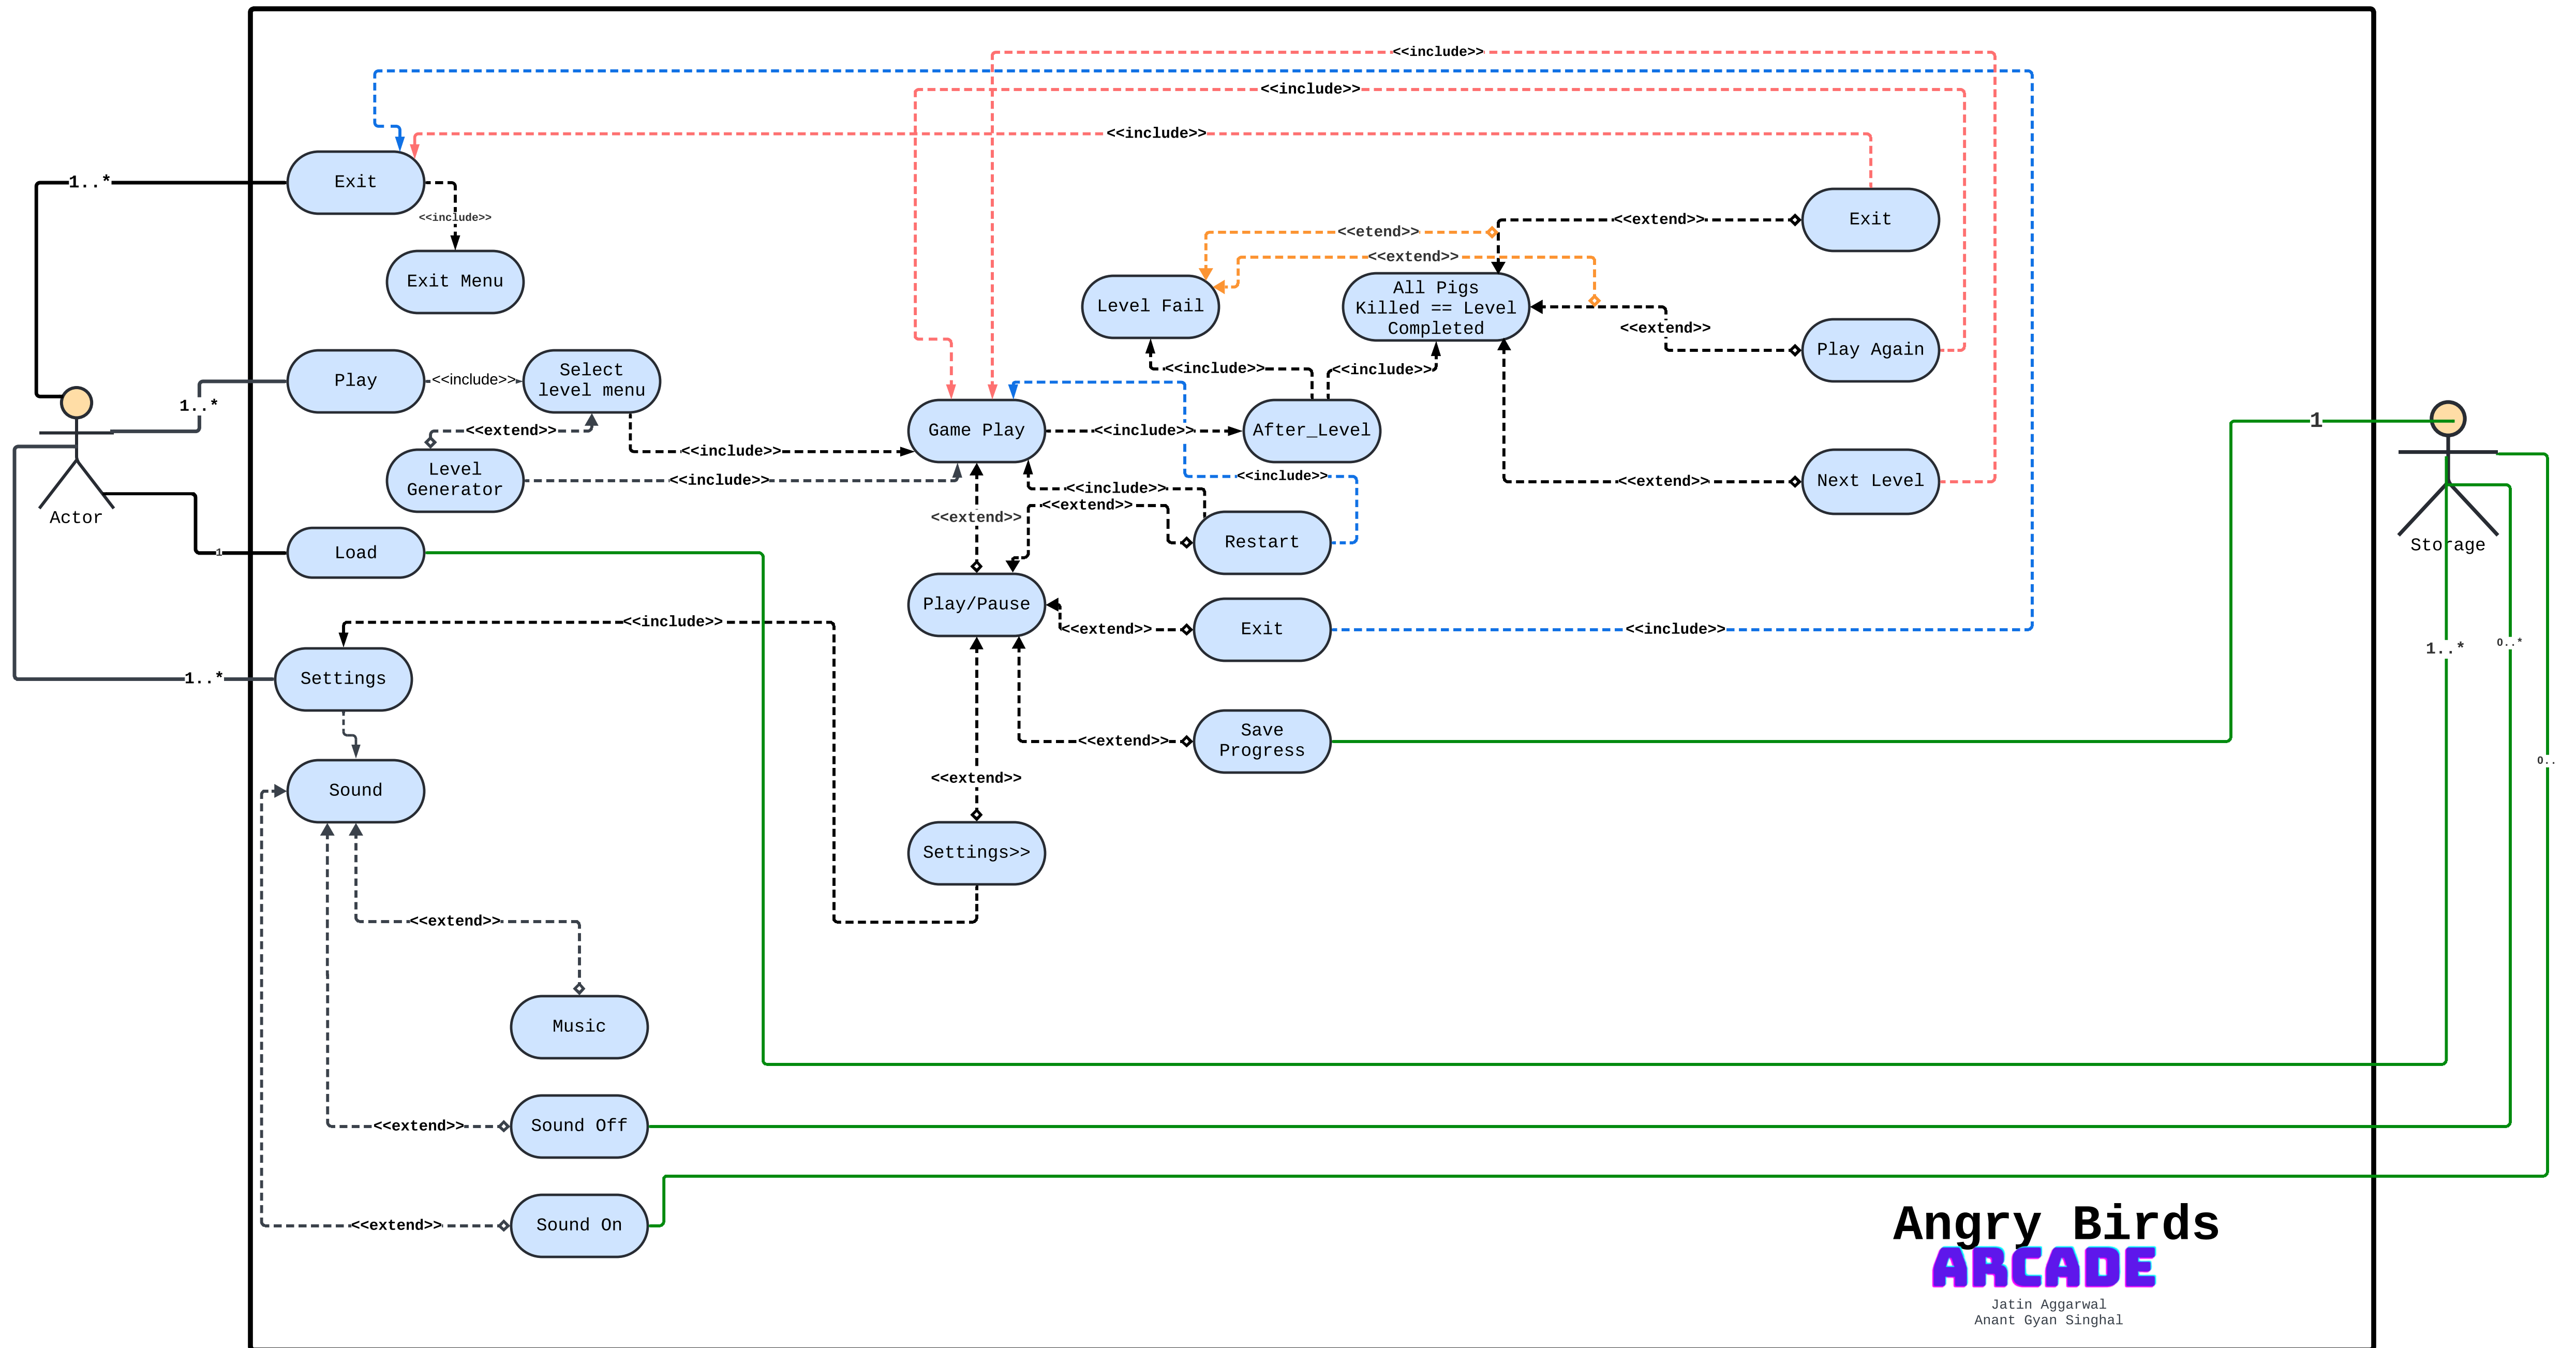 <<include>>
<<include>>
<<include>>
1..*
Exit
<<include>>
Exit Menu
<<extend>>
Exit
<<etend>>
<<extend>>
Level Fail
All Pigs
Killed == Level
Completed
<<extend>>
Play Again
Play
<<include>>
Select
level menu
<<include>>
<<include>>
1..*
<<extend>>
Game Play
<<include>>
After_Level
1
<<include>>
Level
Generator
<<include>>
<<include>>
<<include>>
<<extend>>
Next Level
Actor
<<extend>>
<<extend>>
Restart
Storage
1
Load
Play/Pause
<<include>>
<<extend>>
Exit
<<include>>
1..*
0..*
1..*
Settings
<<extend>>
Save
Progress
0..
Sound
<<extend>>
Settings>>
<<extend>>
Music
<<extend>>
Sound Off
<<extend>>
Sound On
Angry Birds
ARCADE
Jatin Aggarwal
Anant Gyan Singhal